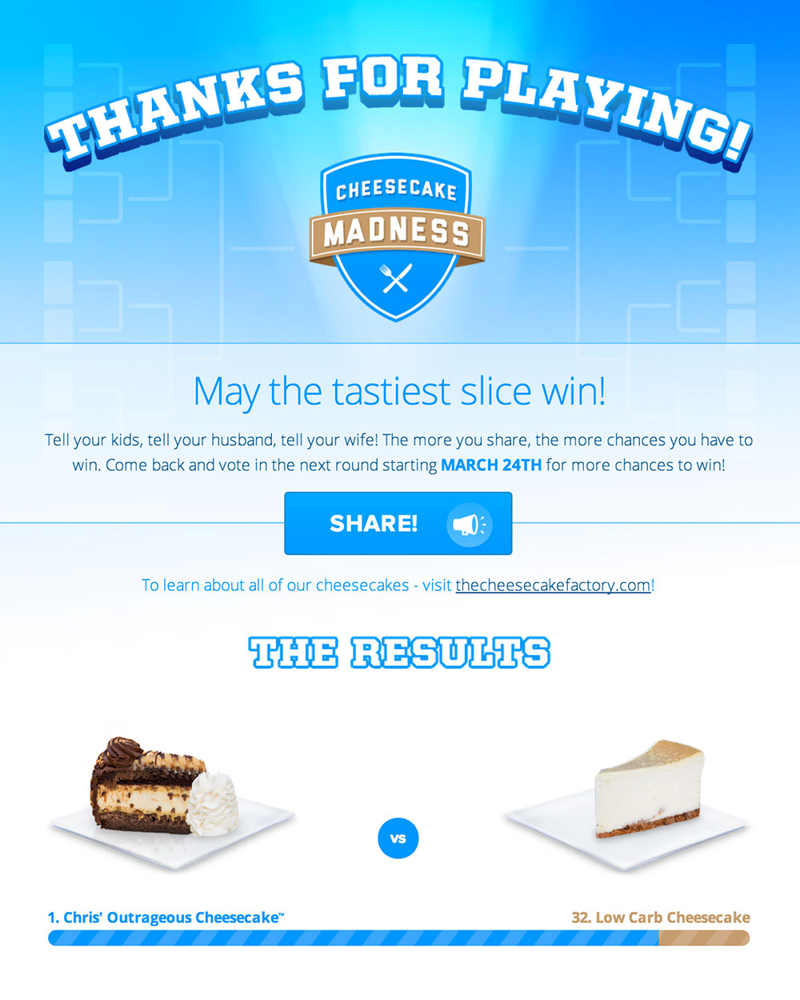 THANKS FOR PLAYING!
CHEESECAKE
MADNESS
May the tastiest slice win!
Tell your kids, tell your husband, tell your wife! The more you share, the more chances you have to
win. Come back and vote in the next round starting MARCH 24TH for more chances to win!
SHARE!
To learn about all of our cheesecakes - visit thecheesecakefactory.com!
THE RESULTS
vs
1. Chris' Outrageous Cheesecake™
32. Low Carb Cheesecake